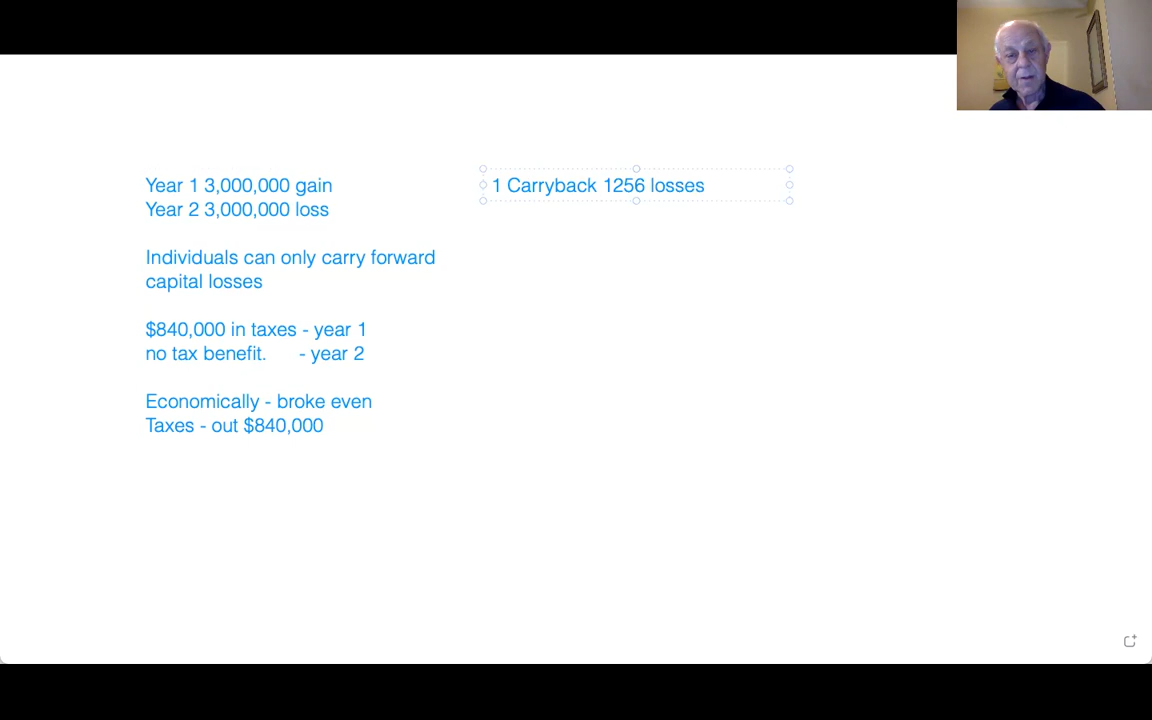 Year 1 3,000,000 gain
Year 2 3,000,000 loss
Individuals can only carry forward
capital losses
$840,000 in taxes - year 1
no tax benefit. - year 2
Economically - broke even
Taxes - out $840,000
1 Carryback 1256 losses